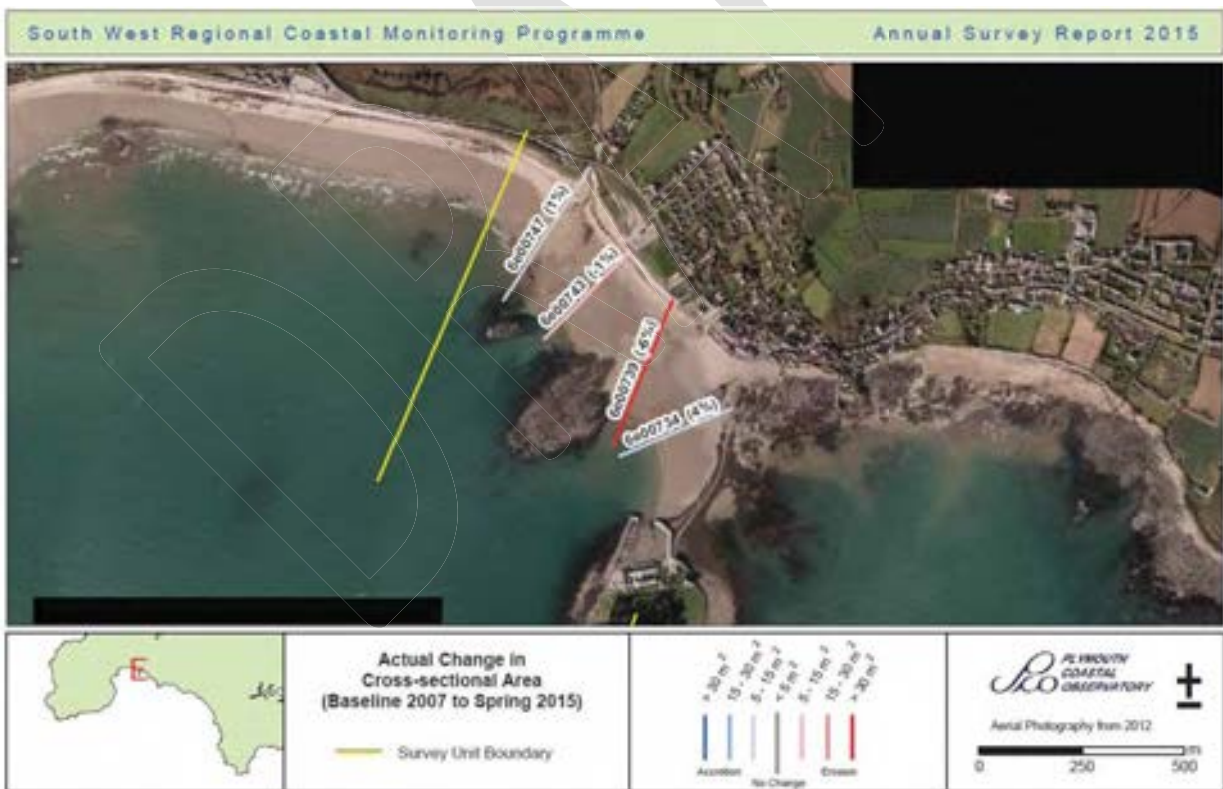 South West Regional Coastal Monitoring Programme
Annual Survey Report 2015
6e00747 (1%)
6e00743 (-1%)
6e00739 (-6%)
6e00734 (4%)
Actual Change in
Cross-sectional Area
(Baseline 2007 to Spring 2015)
Survey Unit Boundary
> 30 m²
15 - 30 m²
5 - 15 m²
< 5 m²
5 - 15 m²
15 - 30 m²
> 30 m²
Accretion
No Change
Erosion
PLYMOUTH
COASTAL
OBSERVATORY
Aerial Photography from 2012
m
0 250 500